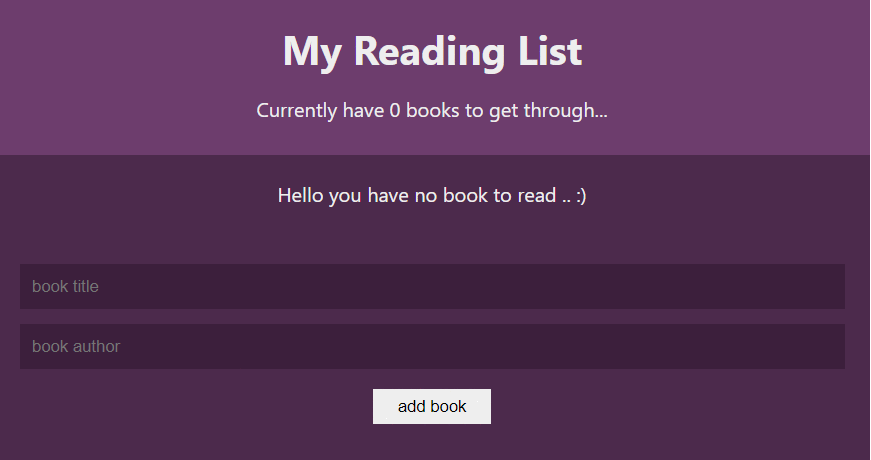 My Reading List
Currently have 0 books to get through...
Hello you have no book to read .. :)
book title
book author
add book